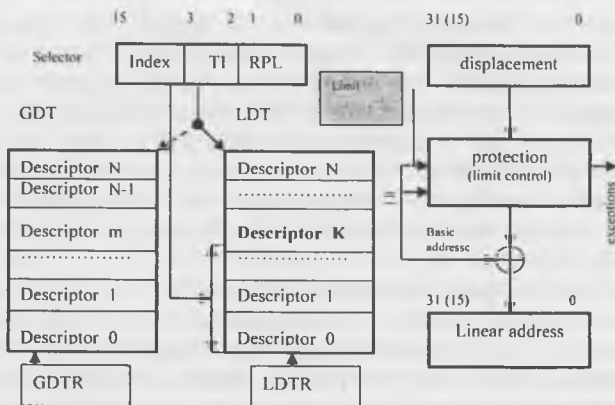 15 3 2 1 0 31 (15) 0
Selector Index TI RPL displacement
Limit
GDT LDT
Descriptor N Descriptor N protection
Descriptor N-1 .................. (limit control)
exceptions
Descriptor m Descriptor K
Basic
addresse
.................. ..................
Descriptor 1 Descriptor 1 31 (15) 0
Descriptor 0 Descriptor 0 Linear address
GDTR LDTR